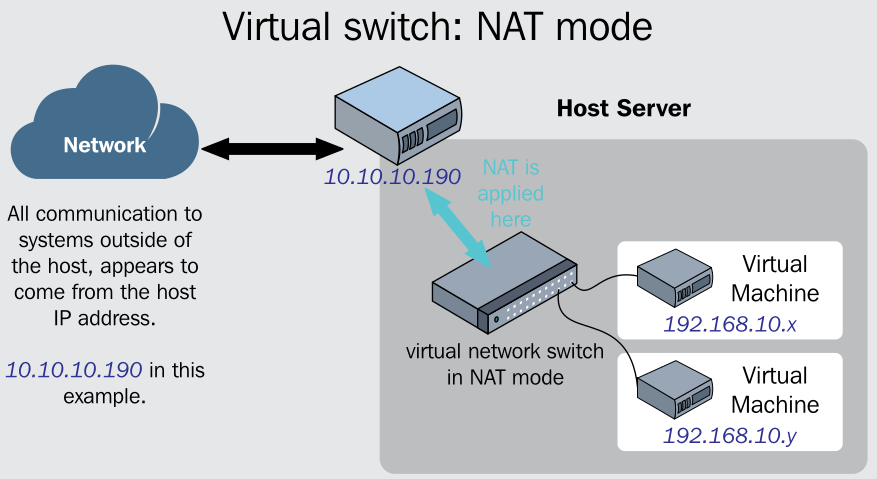 Virtual switch: NAT mode
Host Server
Network
10.10.10.190
NAT is
applied
here
All communication to
systems outside of
the host, appears to
come from the host
IP address.
10.10.10.190 in this
example.
virtual network switch
in NAT mode
Virtual
Machine
192.168.10.x
Virtual
Machine
192.168.10.y